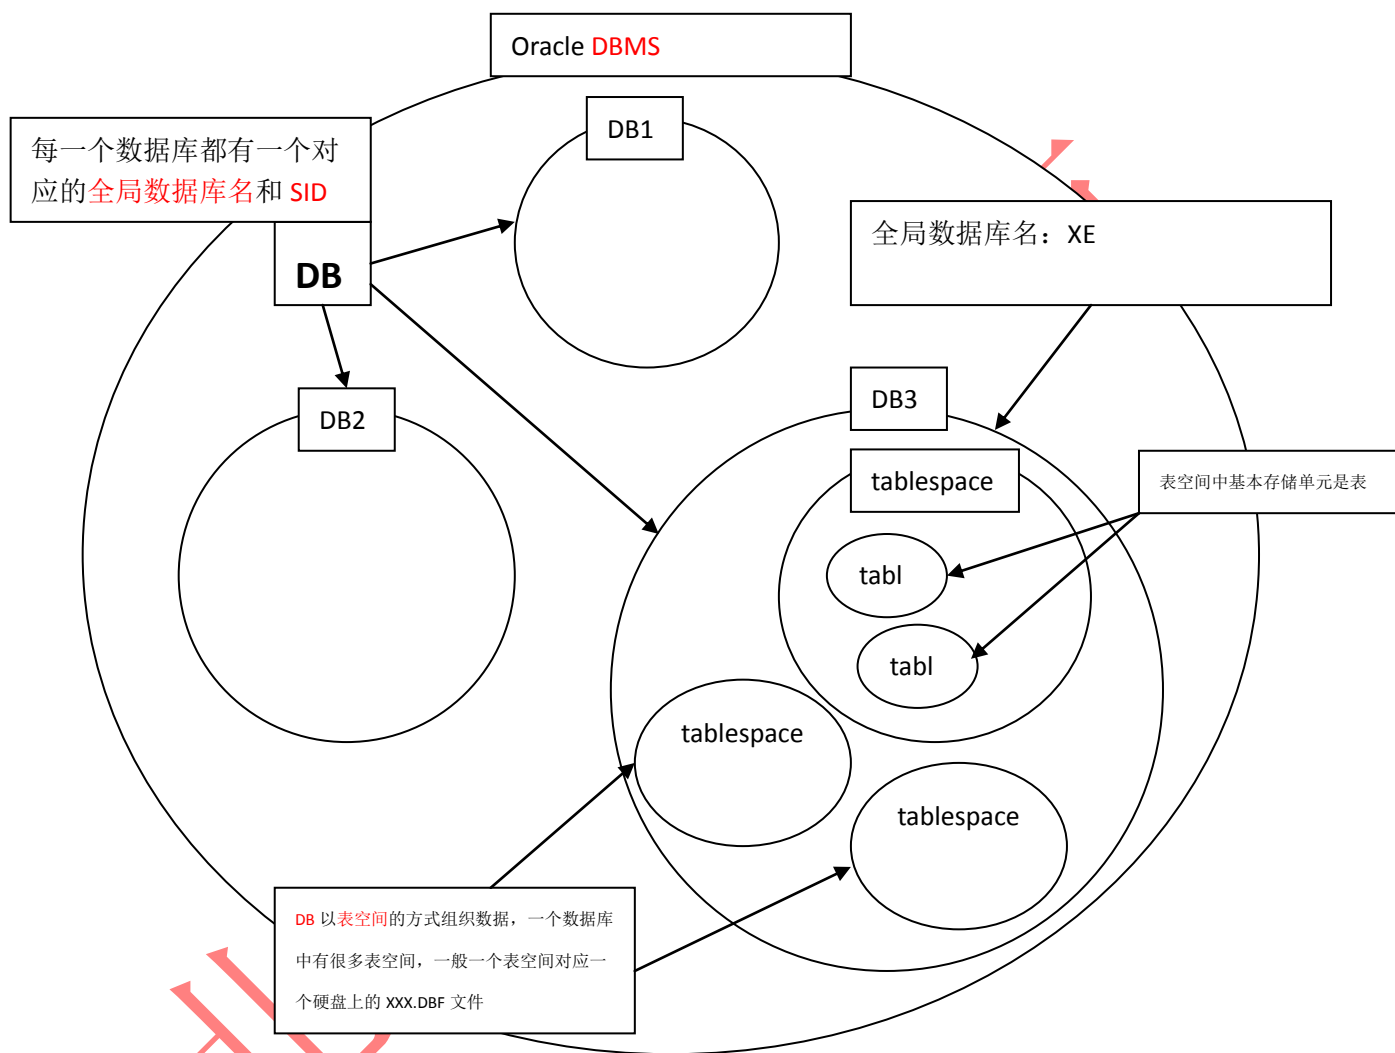 Oracle DBMS
每一个数据库都有一个对
应的全局数据库名和 SID
DB1
全局数据库名：XE
DB
DB2
DB3
tablespace
表空间中基本存储单元是表
tabl
tabl
tablespace
tablespace
DB 以表空间的方式组织数据，一个数据库
中有很多表空间，一般一个表空间对应一
个硬盘上的 XXX.DBF 文件